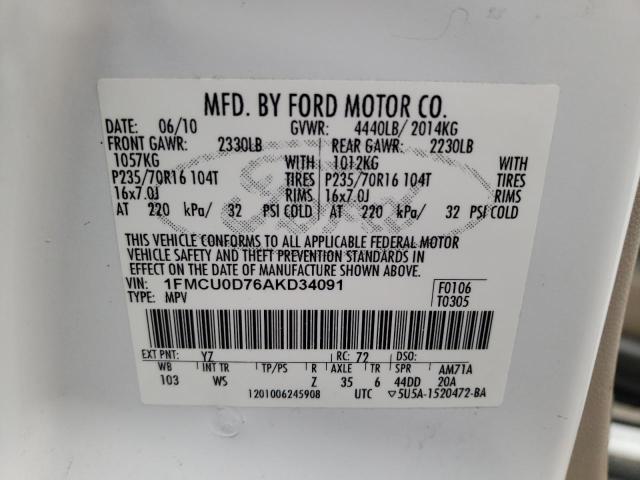 MFD. BY FORD MOTOR CO.
DATE: 06/10 GVWR: 4440LB/ 2014KG
FRONT GAWR: 2330LB REAR GAWR: 2230LB
1057KG WITH 1012KG WITH
P235/70R16 104T TIRES P235/70R16 104T TIRES
16x7.0J RIMS 16x7.0J RIMS
AT 220 kPa/ 32 PSI COLD AT 220 kPa/ 32 PSI COLD
THIS VEHICLE CONFORMS TO ALL APPLICABLE FEDERAL MOTOR
VEHICLE SAFETY AND THEFT PREVENTION STANDARDS IN
EFFECT ON THE DATE OF MANUFACTURE SHOWN ABOVE.
VIN: 1FMCU0D76AKD34091 F0106
TYPE: MPV T0305
EXT PNT: YZ RC: 72 DSO:
WB INT TR TP/PS R AXLE TR SPR AM71A
103 WS Z 35 6 44DD 20A
1201006245908 UTC ▽5U5A-1520472-BA